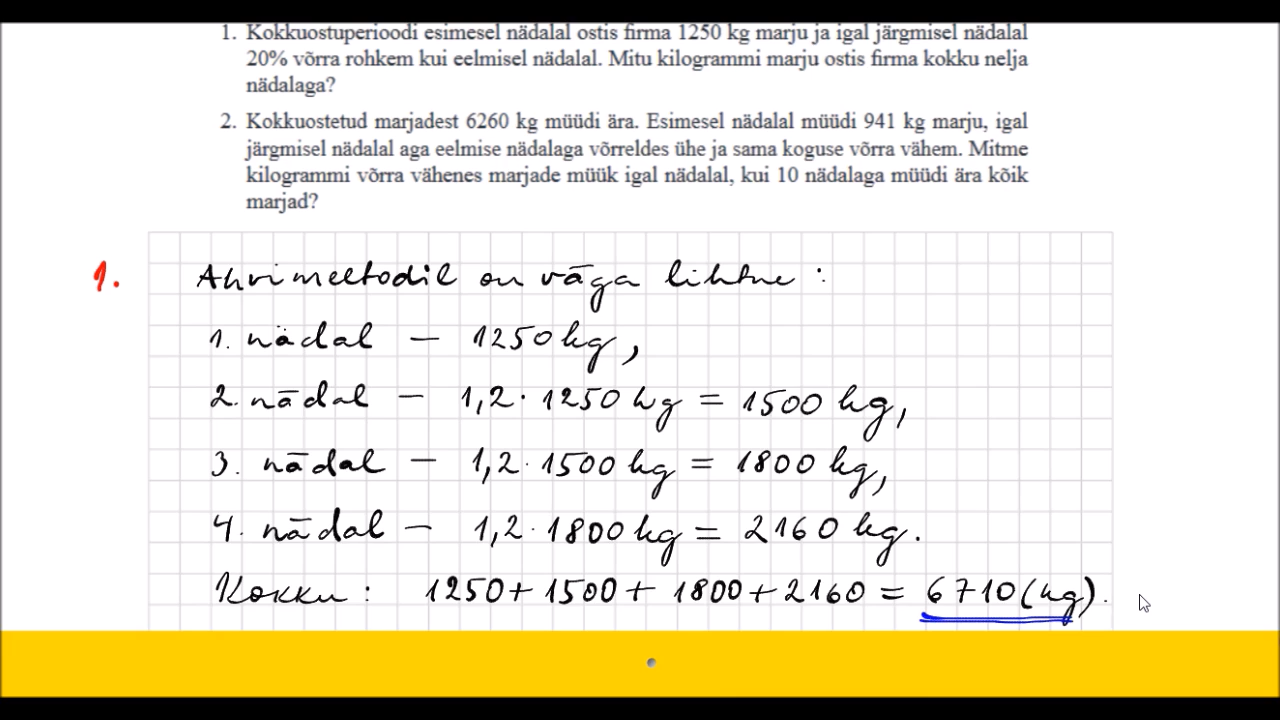 1. Kokkuostuperioodi esimesel nädalal ostis firma 1250 kg marju ja igal järgmisel nädalal
20% võrra rohkem kui eelmisel nädalal. Mitu kilogrammi marju ostis firma kokku nelja
nädalaga?
2. Kokkuostetud marjadest 6260 kg müüdi ära. Esimesel nädalal müüdi 941 kg marju, igal
järgmisel nädalal aga eelmise nädalaga võrreldes ühe ja sama koguse võrra vähem. Mitme
kilogrammi võrra vähenes marjade müük igal nädalal, kui 10 nädalaga müüdi ära kõik
marjad?
1. Ahvimeetodil on väga lihtne:
1. nädal – 1250 kg,
2. nädal – 1,2 · 1250 kg = 1500 kg,
3. nädal – 1,2 · 1500 kg = 1800 kg,
4. nädal – 1,2 · 1800 kg = 2160 kg.
Kokku: 1250 + 1500 + 1800 + 2160 = 6710 (kg).